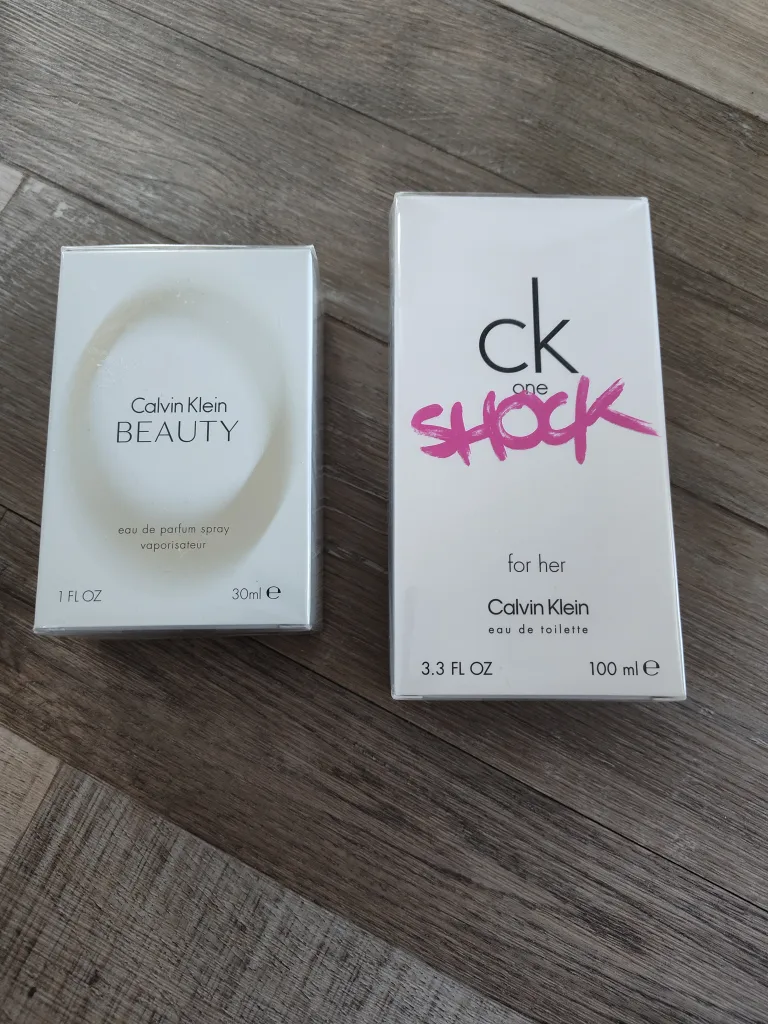 Calvin Klein
BEAUTY
eau de parfum spray
vaporisateur
1 FL OZ 30ml e
ck
one
SHOCK
for her
Calvin Klein
eau de toilette
3.3 FL OZ 100 ml e